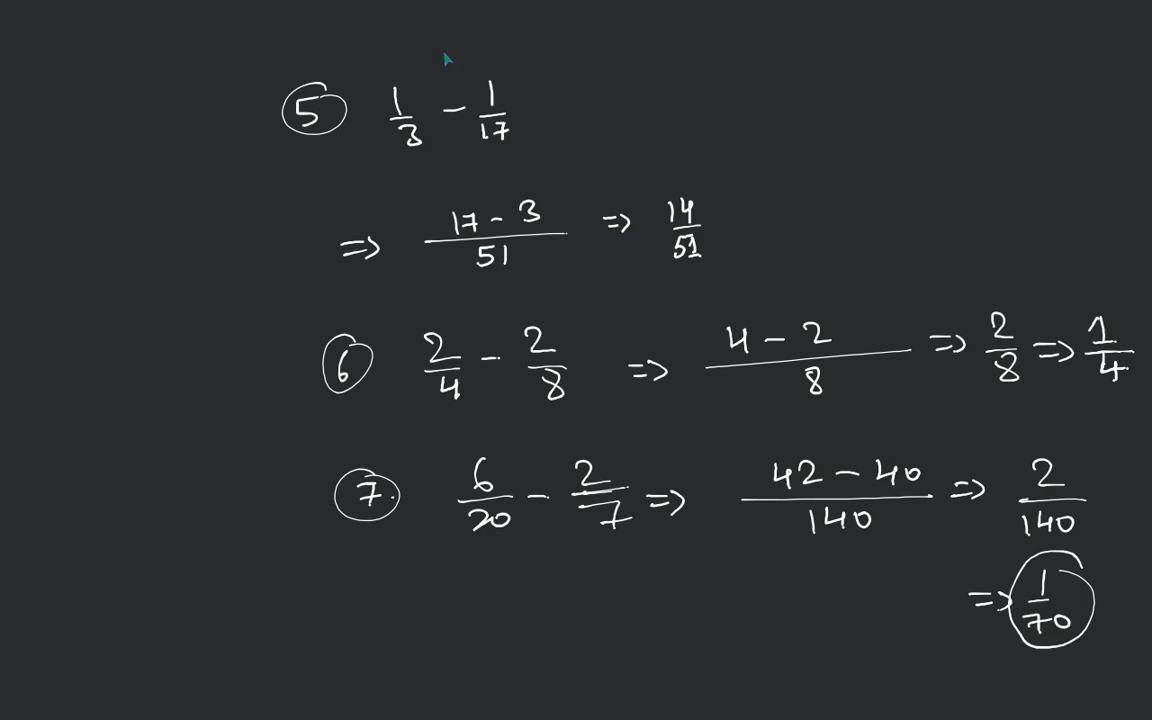 5 1/3 - 1/17
=> (17 - 3)/51 => 14/51
6 2/4 - 2/8 => (4 - 2)/8 => 2/8 => 1/4
7. 6/20 - 2/7 => (42 - 40)/140 => 2/140
=> 1/70